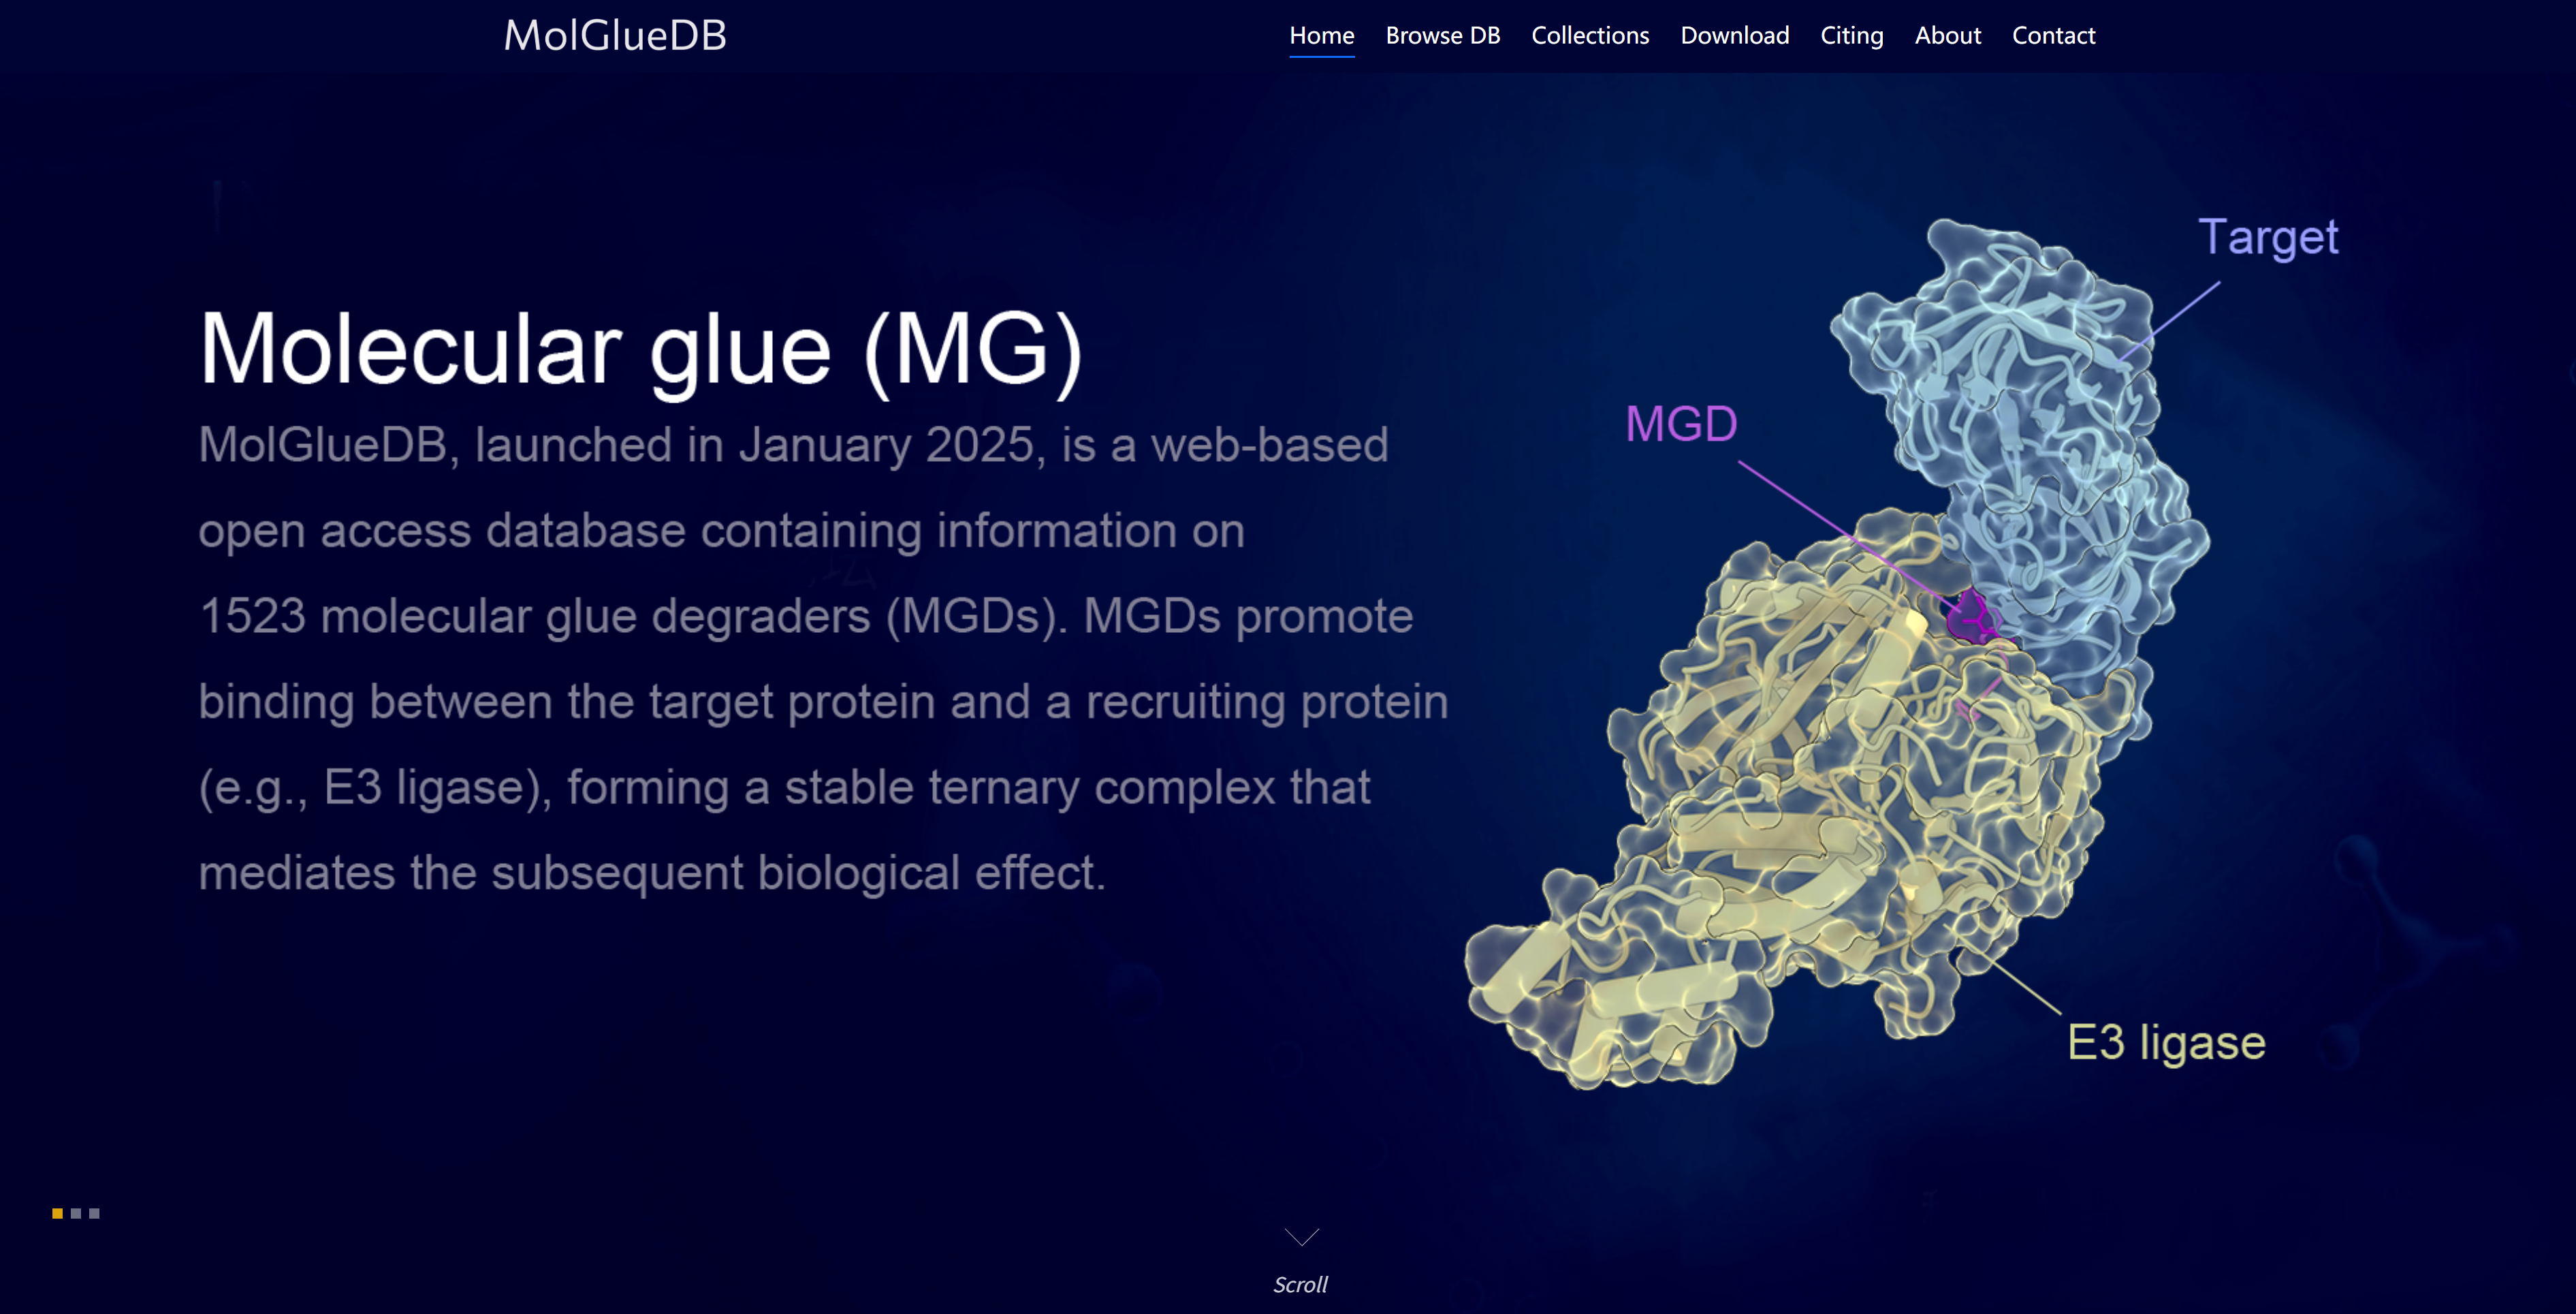 MolGlueDB
Home Browse DB Collections Download Citing About Contact
Molecular glue (MG)
MolGlueDB, launched in January 2025, is a web-based
open access database containing information on
1523 molecular glue degraders (MGDs). MGDs promote
binding between the target protein and a recruiting protein
(e.g., E3 ligase), forming a stable ternary complex that
mediates the subsequent biological effect.
Target
MGD
E3 ligase
Scroll